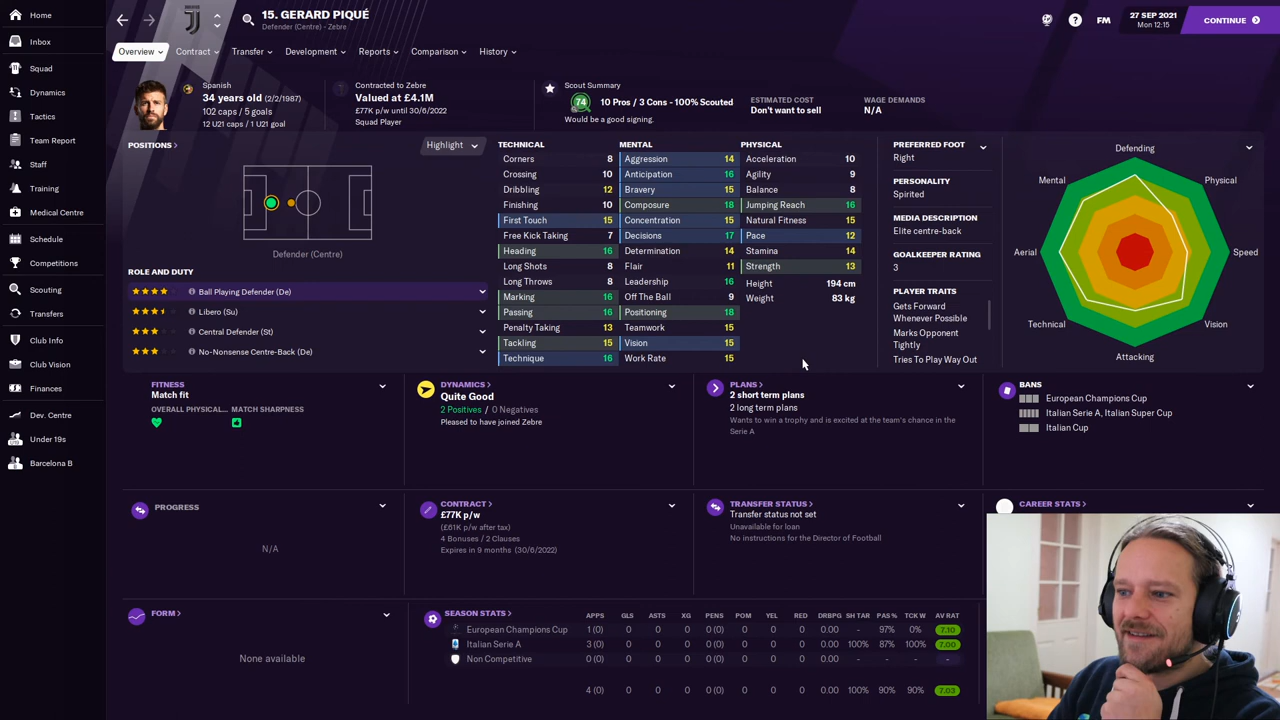 Home
Inbox
Squad
Dynamics
Tactics
Team Report
Staff
Training
Medical Centre
Schedule
Competitions
Scouting
Transfers
Club Info
Club Vision
Finances
Dev. Centre
Under 19s
Barcelona B
15. GERARD PIQUÉ
Defender (Centre) - Zebre
FM
27 SEP 2021
Mon 12:15
CONTINUE
Overview
Contract
Transfer
Development
Reports
Comparison
History
Spanish
34 years old (2/2/1987)
102 caps / 5 goals
12 U21 caps / 1 U21 goal
Contracted to Zebre
Valued at £4.1M
£77K p/w until 30/6/2022
Squad Player
Scout Summary
74
10 Pros / 3 Cons - 100% Scouted
Would be a good signing.
ESTIMATED COST
Don't want to sell
WAGE DEMANDS
N/A
POSITIONS
Highlight
Defender (Centre)
ROLE AND DUTY
Ball Playing Defender (De)
Libero (Su)
Central Defender (St)
No-Nonsense Centre-Back (De)
TECHNICAL
Corners 8
Crossing 10
Dribbling 12
Finishing 10
First Touch 15
Free Kick Taking 7
Heading 16
Long Shots 8
Long Throws 8
Marking 16
Passing 16
Penalty Taking 13
Tackling 15
Technique 16
MENTAL
Aggression 14
Anticipation 16
Bravery 15
Composure 18
Concentration 15
Decisions 17
Determination 14
Flair 11
Leadership 16
Off The Ball 9
Positioning 18
Teamwork 15
Vision 15
Work Rate 15
PHYSICAL
Acceleration 10
Agility 9
Balance 8
Jumping Reach 16
Natural Fitness 15
Pace 12
Stamina 14
Strength 13
Height 194 cm
Weight 83 kg
PREFERRED FOOT
Right
PERSONALITY
Spirited
MEDIA DESCRIPTION
Elite centre-back
GOALKEEPER RATING
3
PLAYER TRAITS
Gets Forward
Whenever Possible
Marks Opponent
Tightly
Tries To Play Way Out
Defending
Physical
Speed
Vision
Attacking
Technical
Aerial
Mental
FITNESS
Match fit
OVERALL PHYSICAL... MATCH SHARPNESS
DYNAMICS
Quite Good
2 Positives / 0 Negatives
Pleased to have joined Zebre
PLANS
2 short term plans
2 long term plans
Wants to win a trophy and is excited at the team's chance in the
Serie A
BANS
European Champions Cup
Italian Serie A, Italian Super Cup
Italian Cup
PROGRESS
N/A
CONTRACT
£77K p/w
(£61K p/w after tax)
4 Bonuses / 2 Clauses
Expires in 9 months (30/6/2022)
TRANSFER STATUS
Transfer status not set
Unavailable for loan
No instructions for the Director of Football
CAREER STATS
FORM
None available
SEASON STATS APPS GLS ASTS XG PENS POM YEL RED DRBPG SH TAR PAS % TCK W AV RAT
European Champions Cup 1 (0) 0 0 0 0 (0) 0 0 0 0.00 - 97% 0% 7.10
Italian Serie A 3 (0) 0 0 0 0 (0) 0 0 0 0.00 100% 87% 100% 7.00
Non Competitive 0 (0) 0 0 0 0 (0) 0 0 0 0.00 - - - -
4 (0) 0 0 0 0 (0) 0 0 0 0.00 100% 90% 90% 7.03